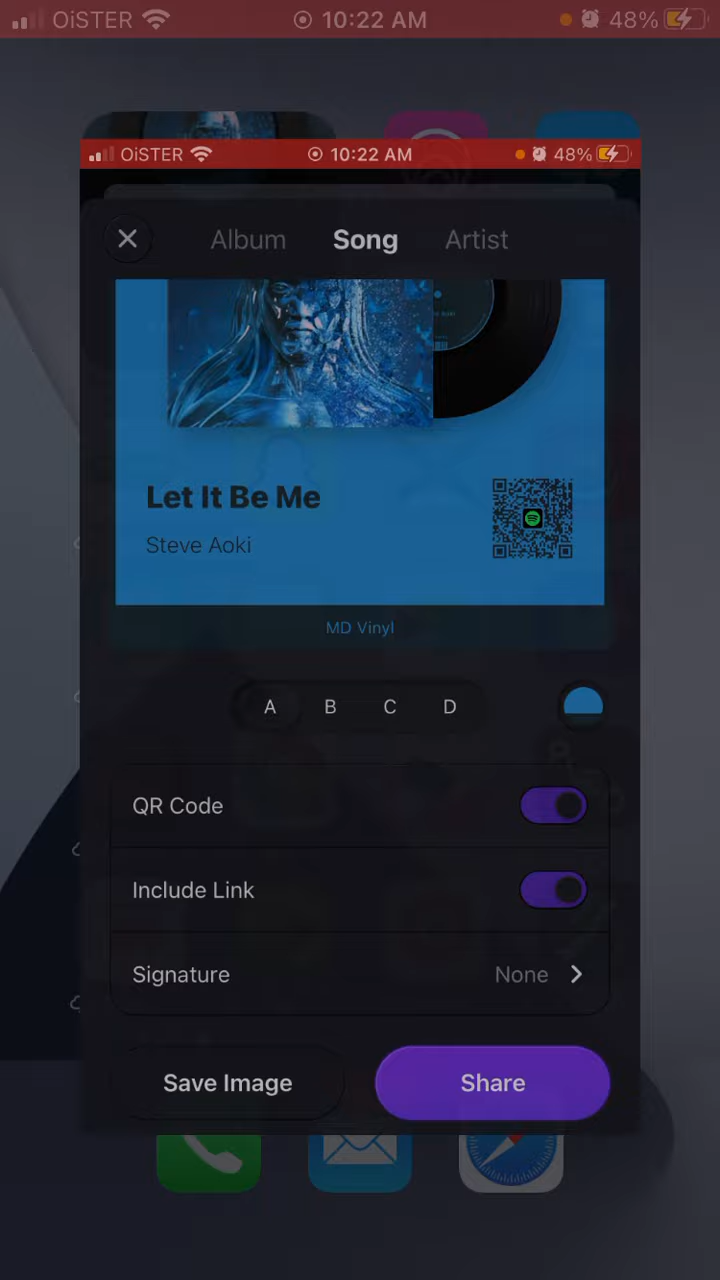 OiSTER 10:22 AM 48%
OiSTER 10:22 AM 48%
Album Song Artist
Let It Be Me
Steve Aoki
MD Vinyl
A B C D
QR Code
Include Link
Signature None
Save Image Share